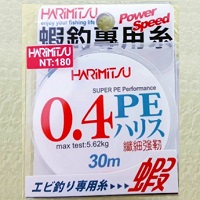 HARIMITSU
enjoy your fishing life
Power
Speed
蝦釣專用糸
HARIMITSU
NT:180
HARIMITSU
SUPER PE Performance
0.4 PE
ハリス
max test:5.62kg
纖細強韌
30m
エビ釣り専用糸
蝦